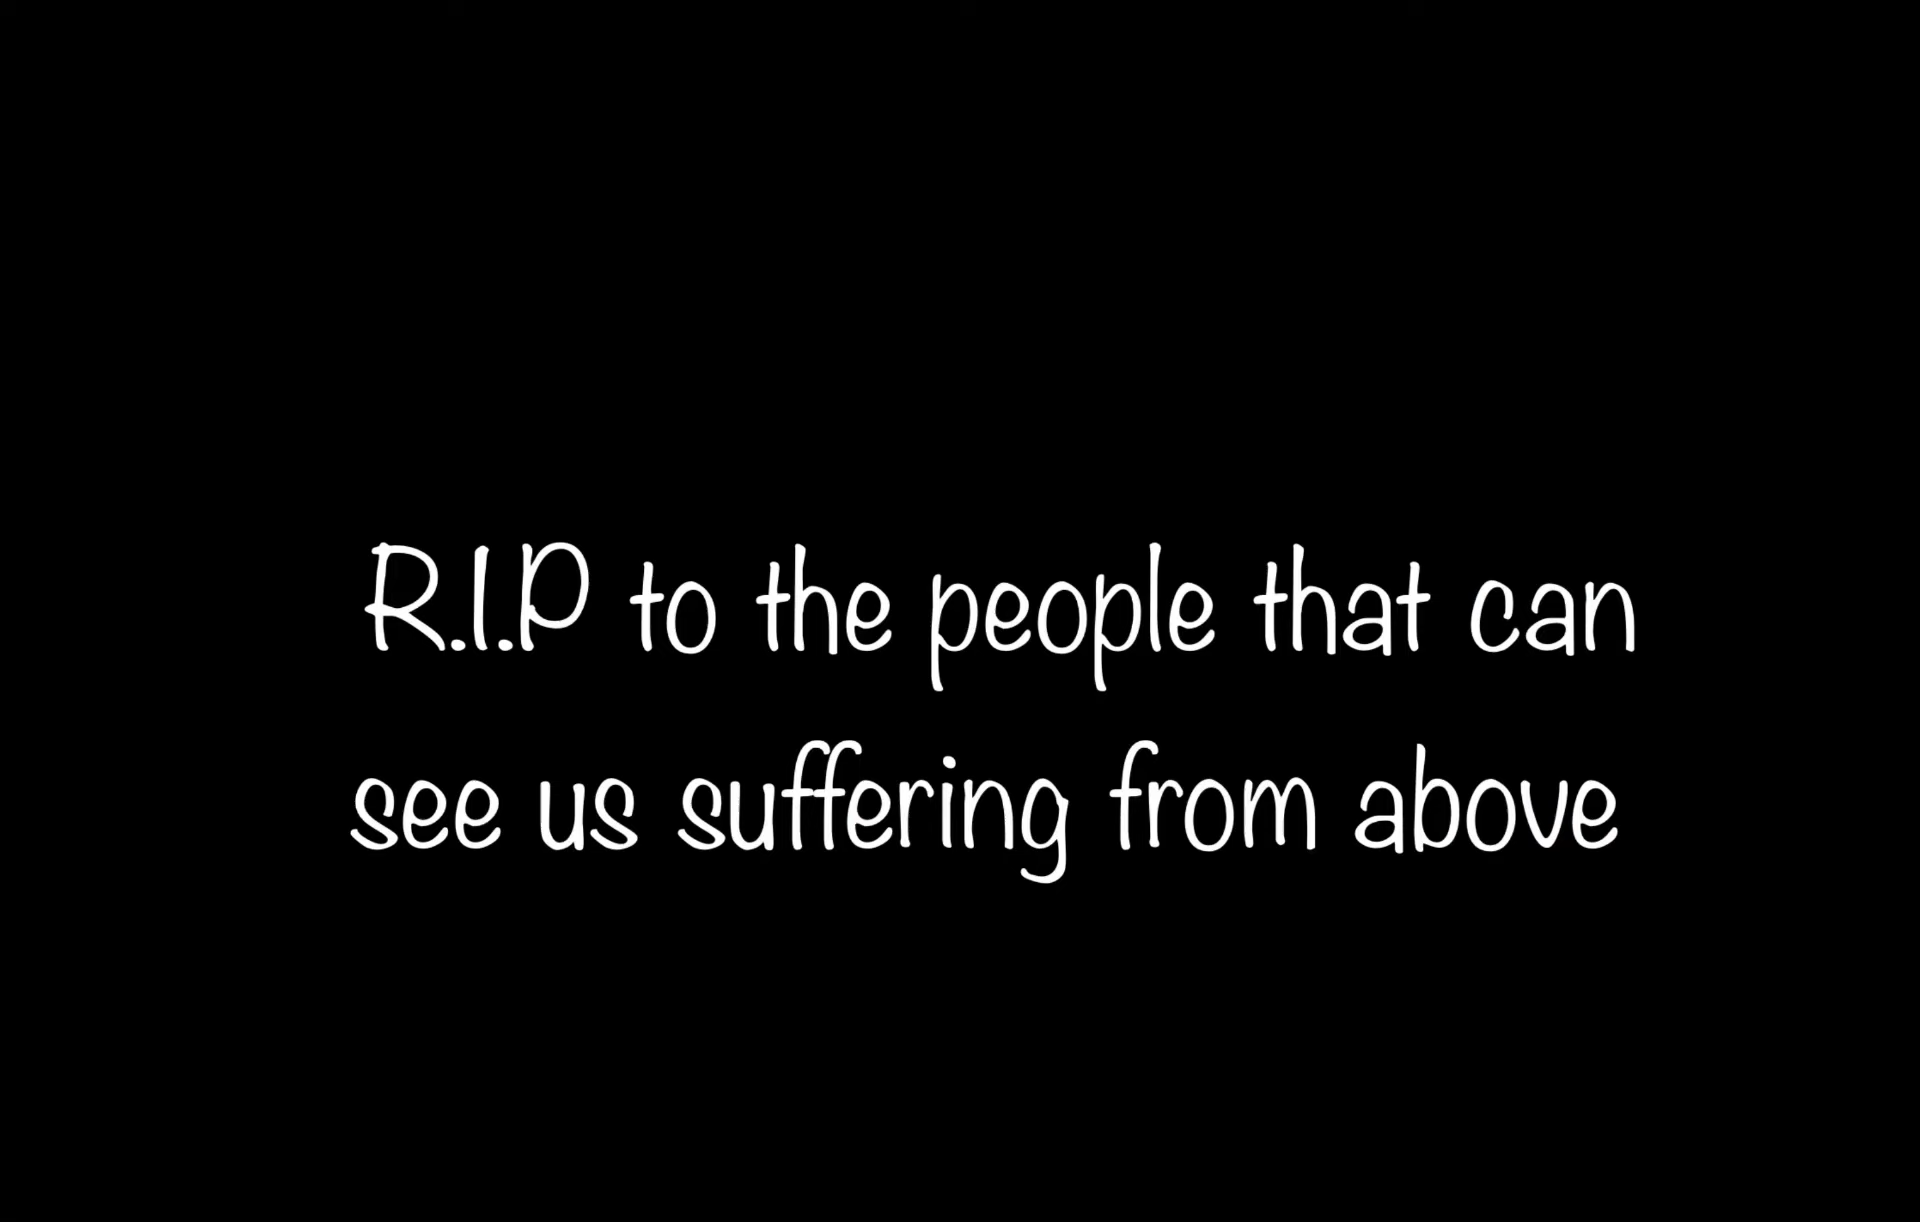 R.I.P to the people that can
see us suffering from above